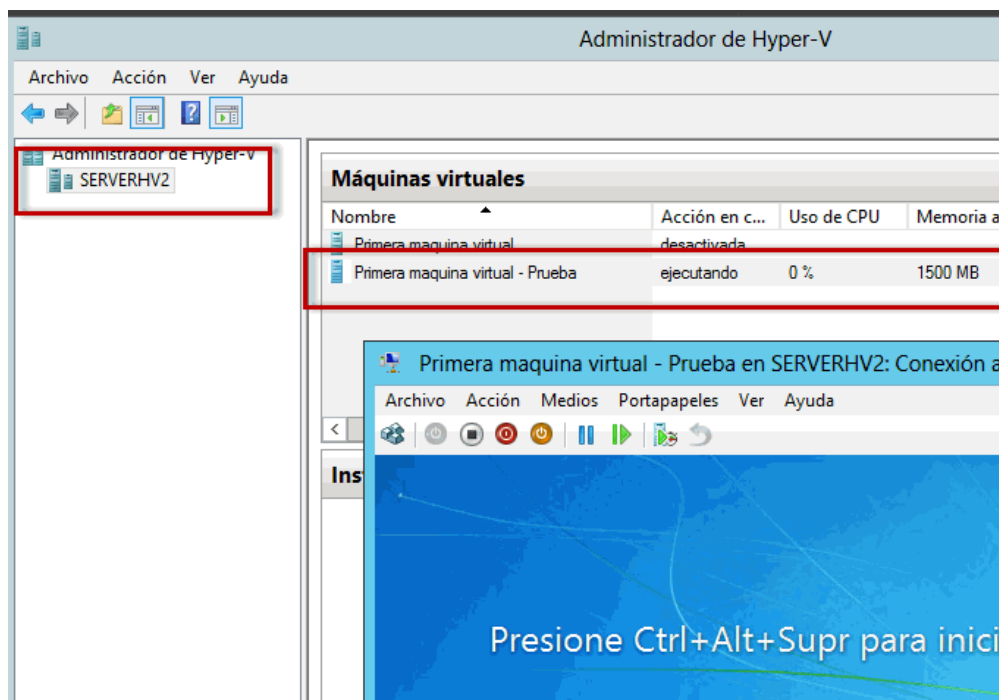 Administrador de Hyper-V
Archivo Acción Ver Ayuda
Administrador de Hyper-V
SERVERHV2
Máquinas virtuales
Nombre Acción en c... Uso de CPU Memoria a
Primera maquina virtual desactivada
Primera maquina virtual - Prueba ejecutando 0 % 1500 MB
Primera maquina virtual - Prueba en SERVERHV2: Conexión a
Archivo Acción Medios Portapapeles Ver Ayuda
Ins
Presione Ctrl+Alt+Supr para inici